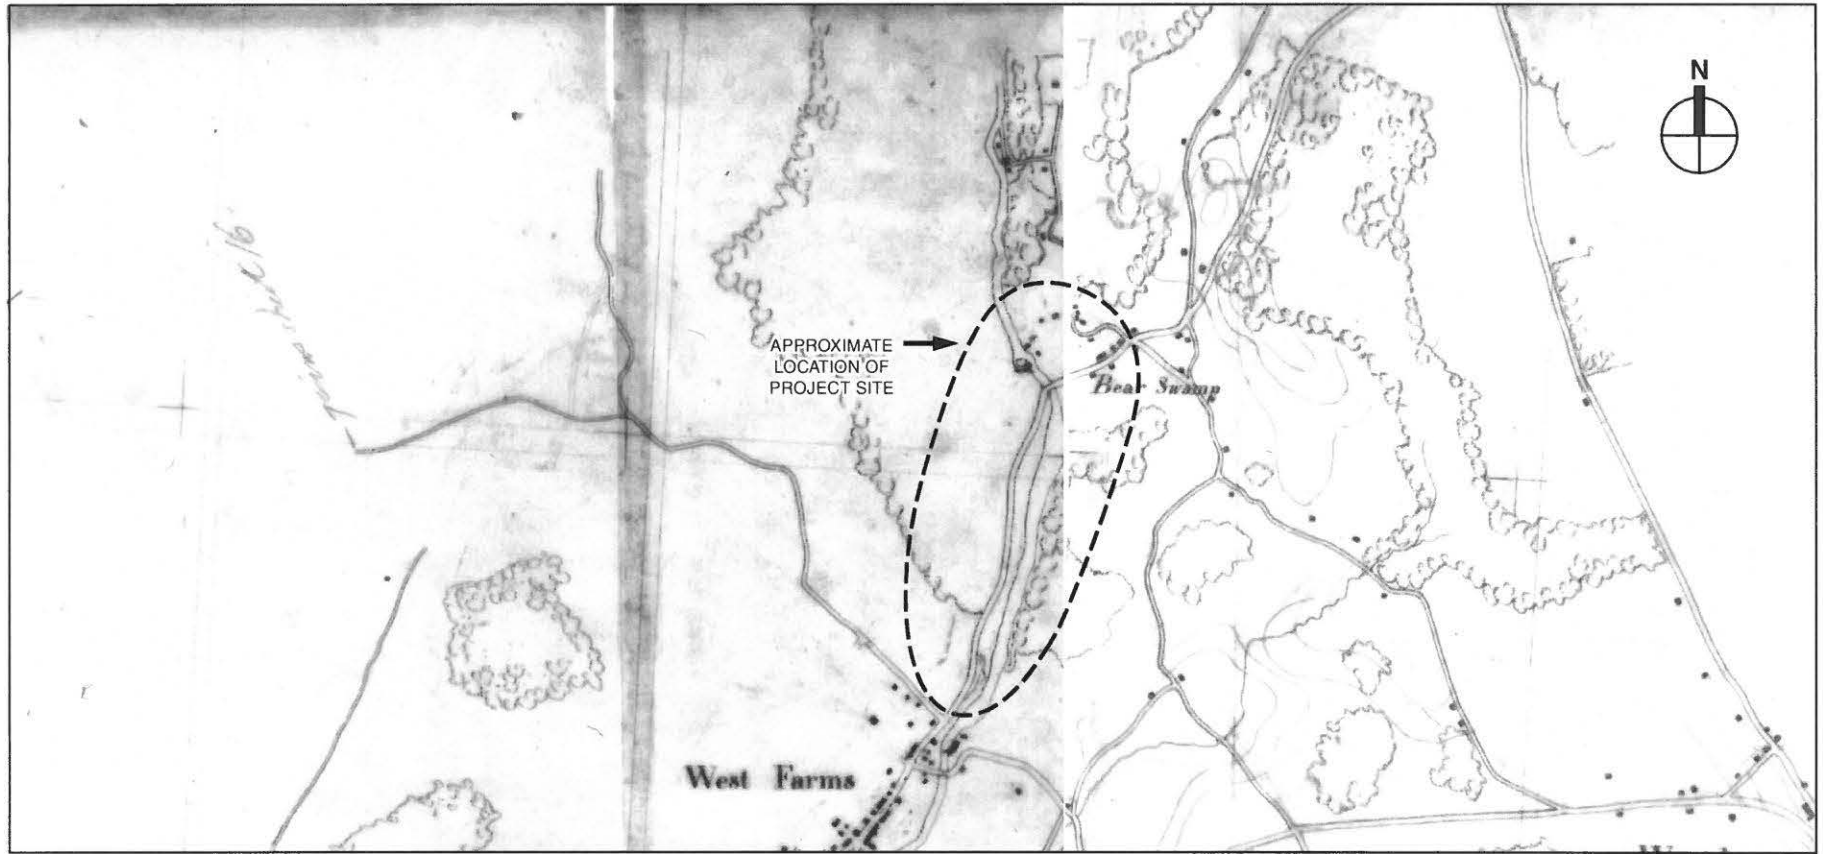 N
APPROXIMATE
LOCATION OF
PROJECT SITE
Bear Swamp
West Farms